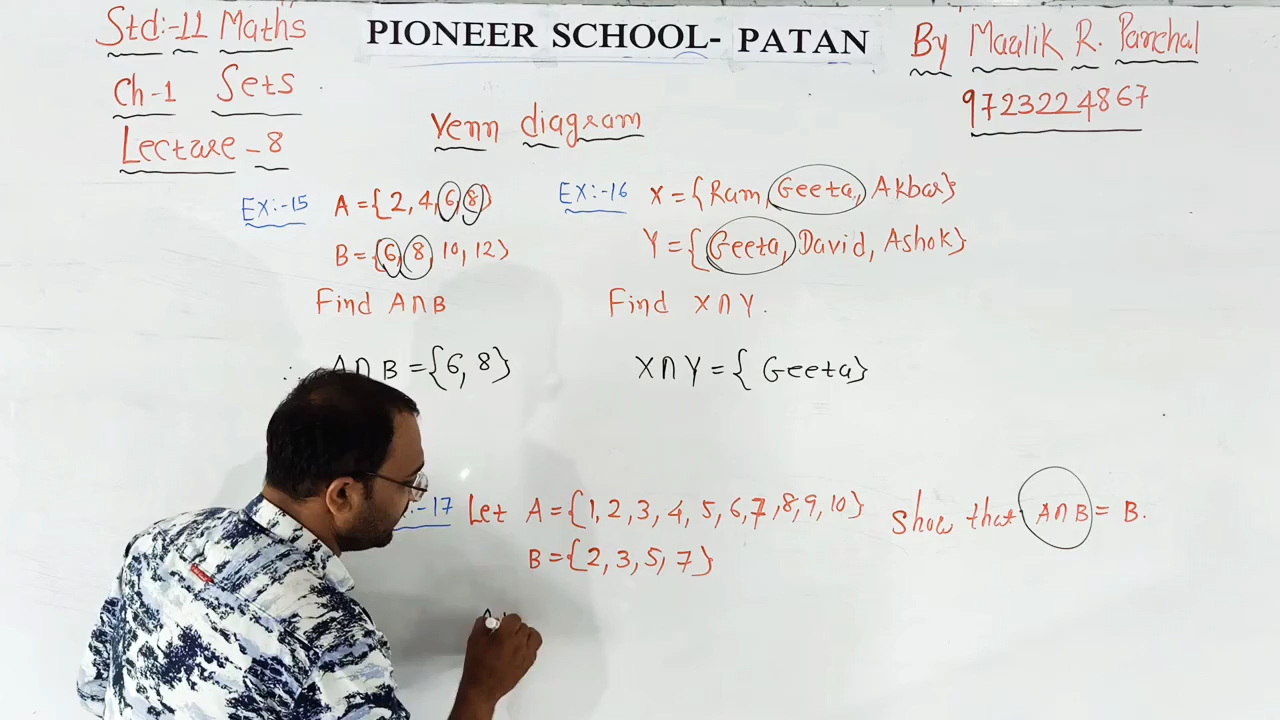 Std:-11 Maths
Ch-1 Sets
Lecture-8
PIONEER SCHOOL- PATAN
By Maulik R. Panchal
9723224867
Venn diagram
EX:-15 A={2,4,6,8}
B={6,8,10,12}
Find A∩B
∴ A∩B={6,8}
EX:-16 X={Ram, Geeta, Akbar}
Y={Geeta, David, Ashok}
Find X∩Y.
X∩Y={Geeta}
:-17 Let A={1,2,3,4,5,6,7,8,9,10} show that A∩B = B.
B={2,3,5,7}